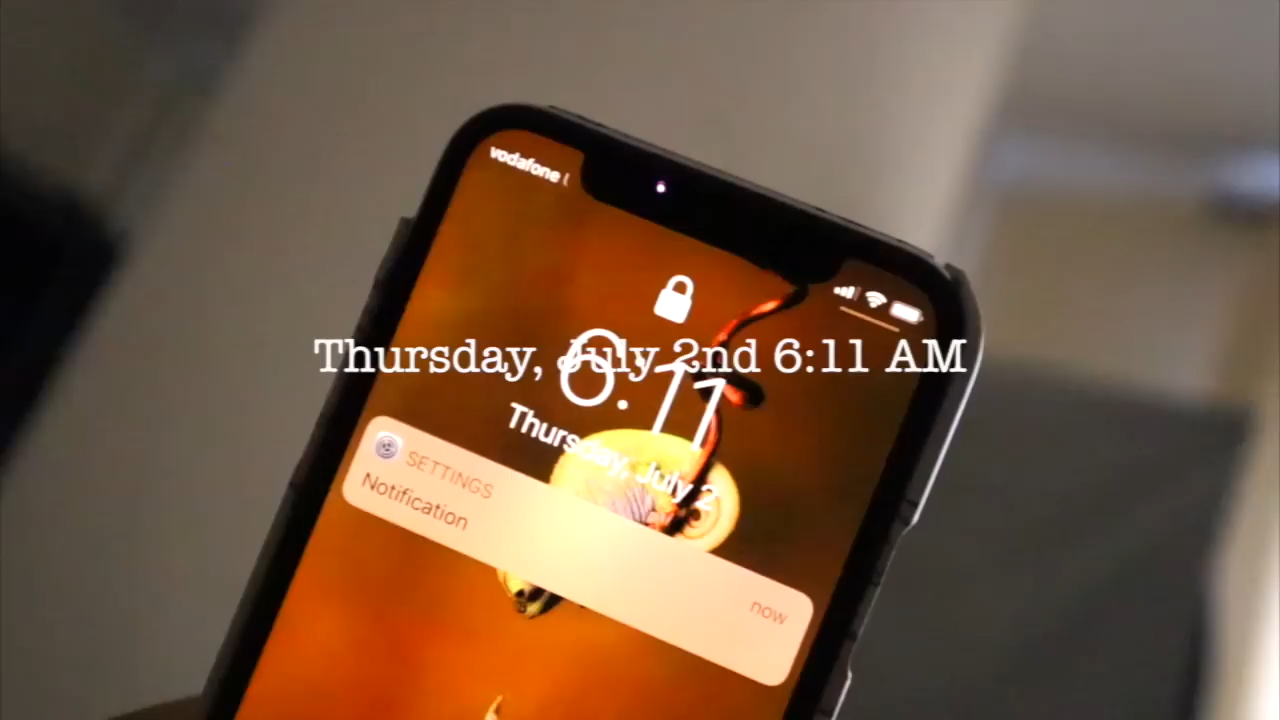 vodafone
Thursday, July 2nd 6:11 AM
6:11
Thursday, July 2
SETTINGS
Notification
now